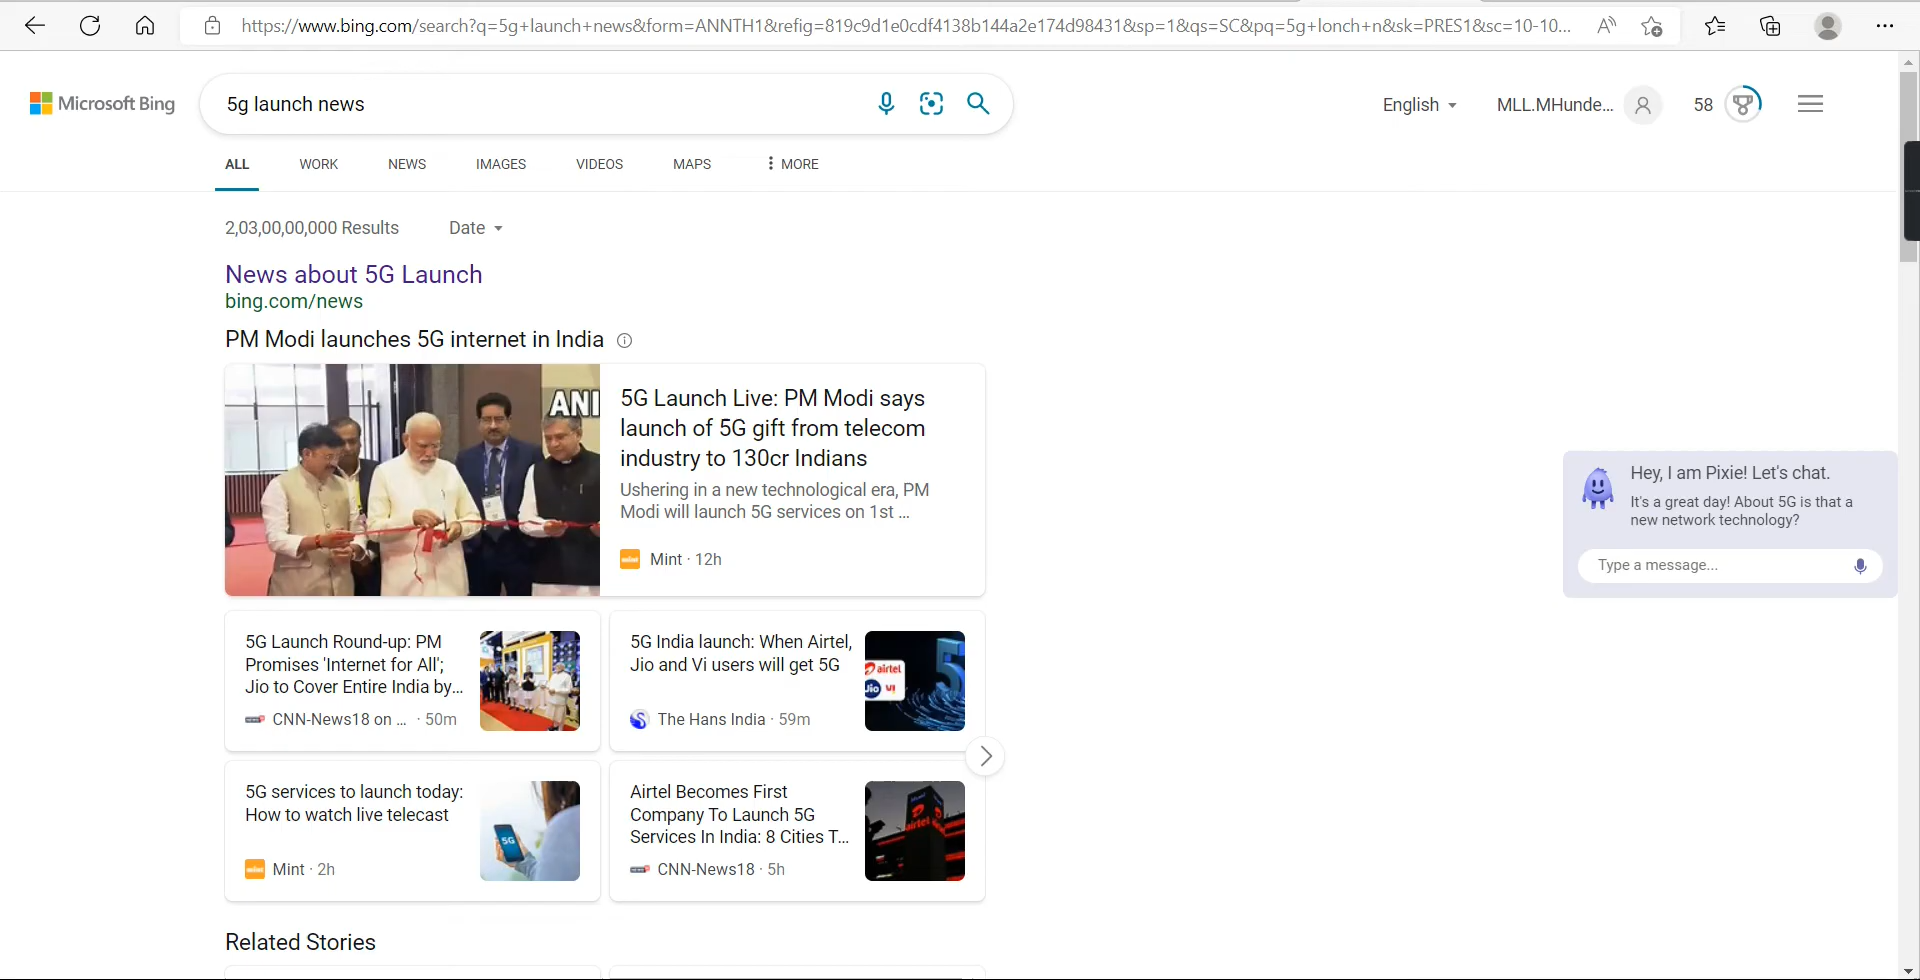 https://www.bing.com/search?q=5g+launch+news&form=ANNTH1&refig=819c9d1e0cdf4138b144a2e174d98431&sp=1&qs=SC&pq=5g+lonch+n&sk=PRES1&sc=10-10...
Microsoft Bing
5g launch news
English
MLL.MHunde...
58
ALL WORK NEWS IMAGES VIDEOS MAPS MORE
2,03,00,00,000 Results Date
News about 5G Launch
bing.com/news
PM Modi launches 5G internet in India
5G Launch Live: PM Modi says
launch of 5G gift from telecom
industry to 130cr Indians
Ushering in a new technological era, PM
Modi will launch 5G services on 1st ...
Mint · 12h
Hey, I am Pixie! Let's chat.
It's a great day! About 5G is that a
new network technology?
Type a message...
5G Launch Round-up: PM
Promises 'Internet for All';
Jio to Cover Entire India by...
CNN-News18 on ... · 50m
5G India launch: When Airtel,
Jio and Vi users will get 5G
The Hans India · 59m
airtel
Jio
VI
5G services to launch today:
How to watch live telecast
Mint · 2h
5G
Airtel Becomes First
Company To Launch 5G
Services In India: 8 Cities T...
CNN-News18 · 5h
airtel
Related Stories
ANI